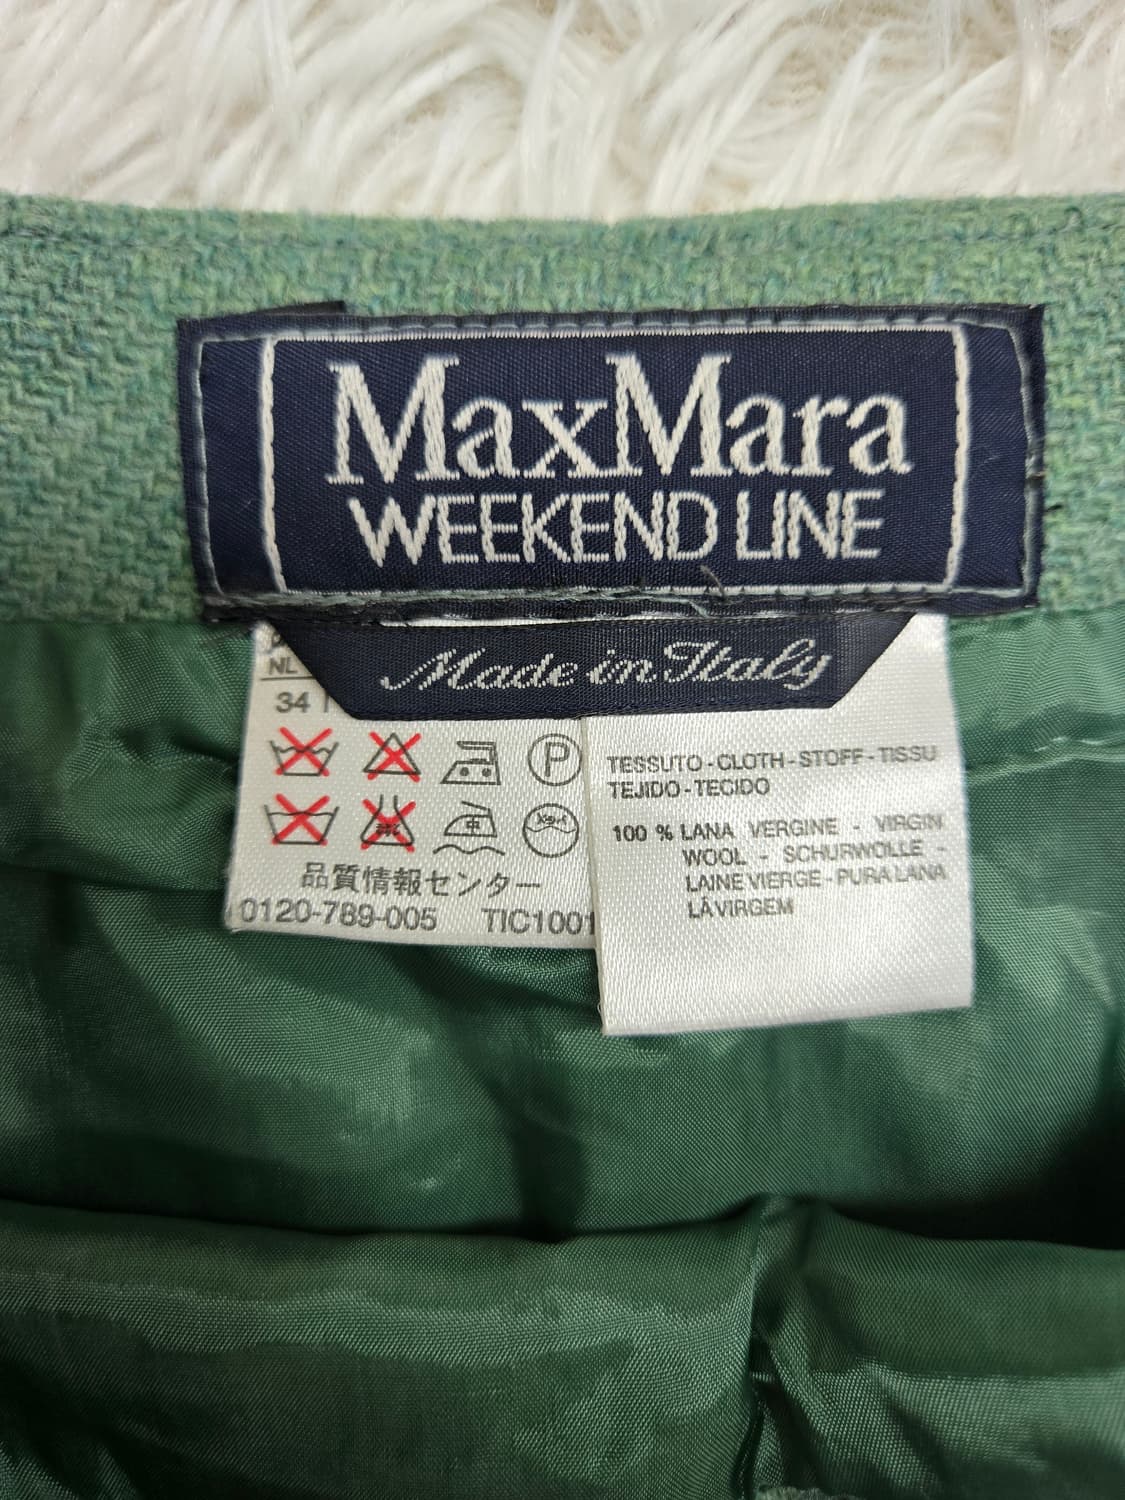 MaxMara
WEEKEND LINE
Made in Italy
NL
34
P
中
品質情報センター
0120-789-005 TIC1001
TESSUTO - CLOTH - STOFF - TISSU
TEJIDO - TECIDO
100 % LANA VERGINE - VIRGIN
WOOL - SCHURWOLLE -
LAINE VIERGE - PURA LANA
LÃ VIRGEM